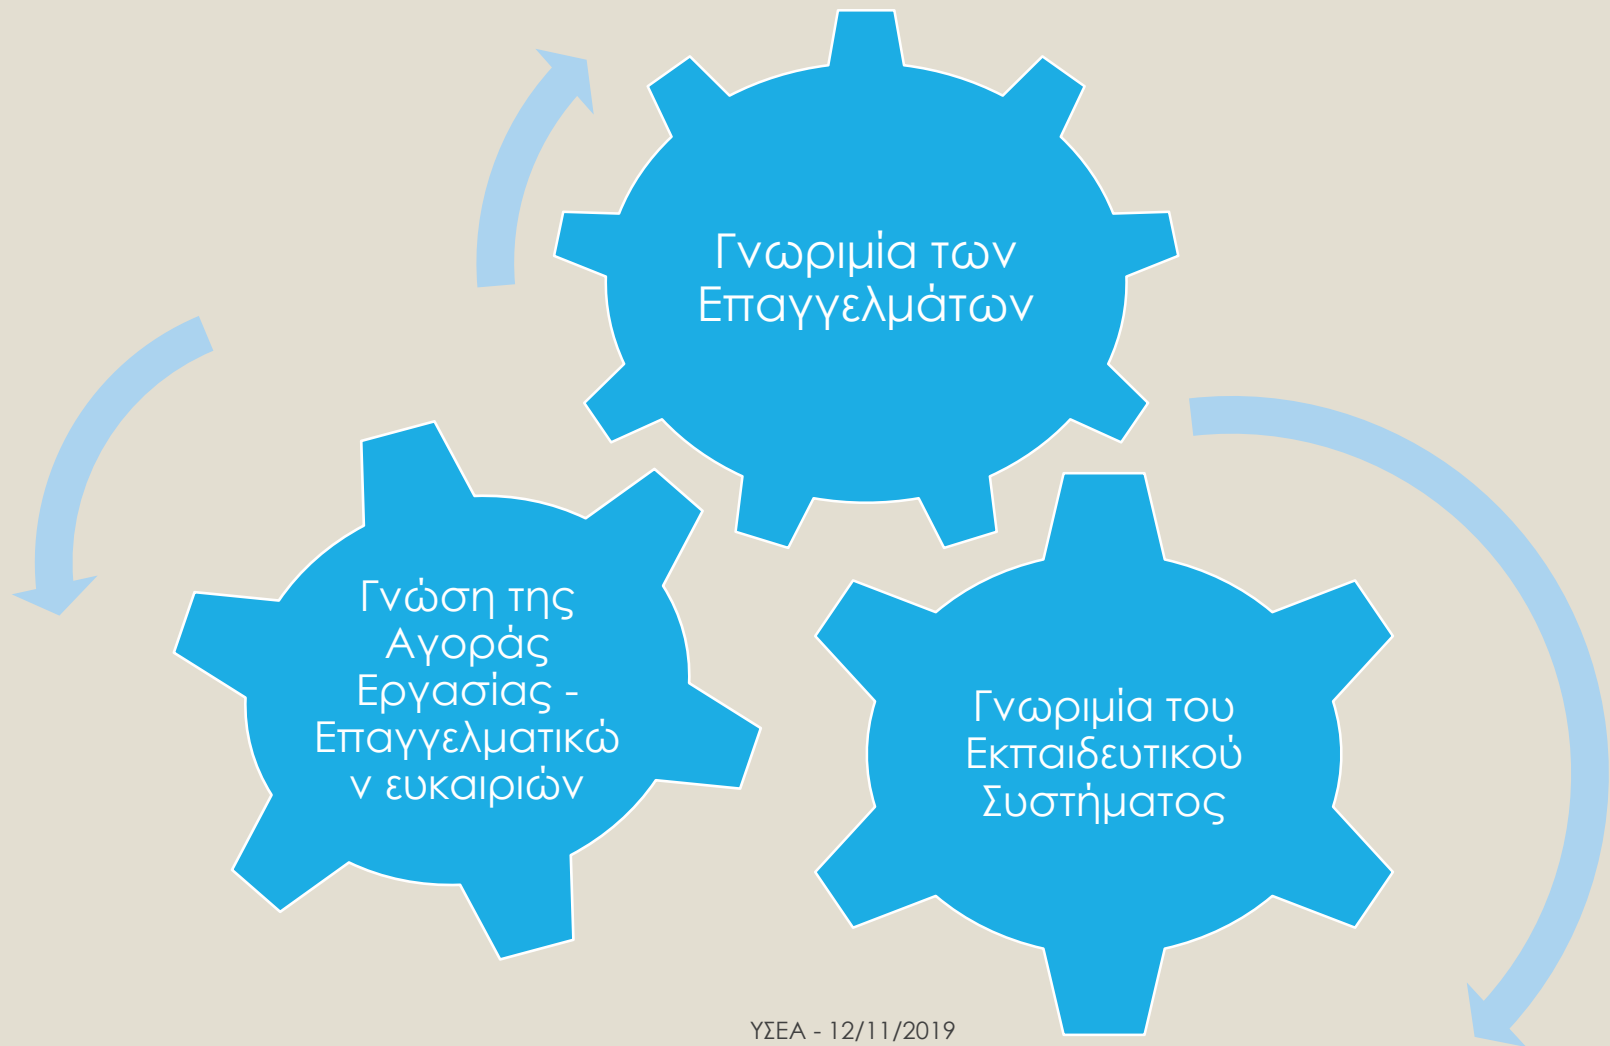 Γνωριμία των
Επαγγελμάτων
Γνώση της
Αγοράς
Εργασίας -
Επαγγελματικώ
ν ευκαιριών
Γνωριμία του
Εκπαιδευτικού
Συστήματος
ΥΣΕΑ - 12/11/2019